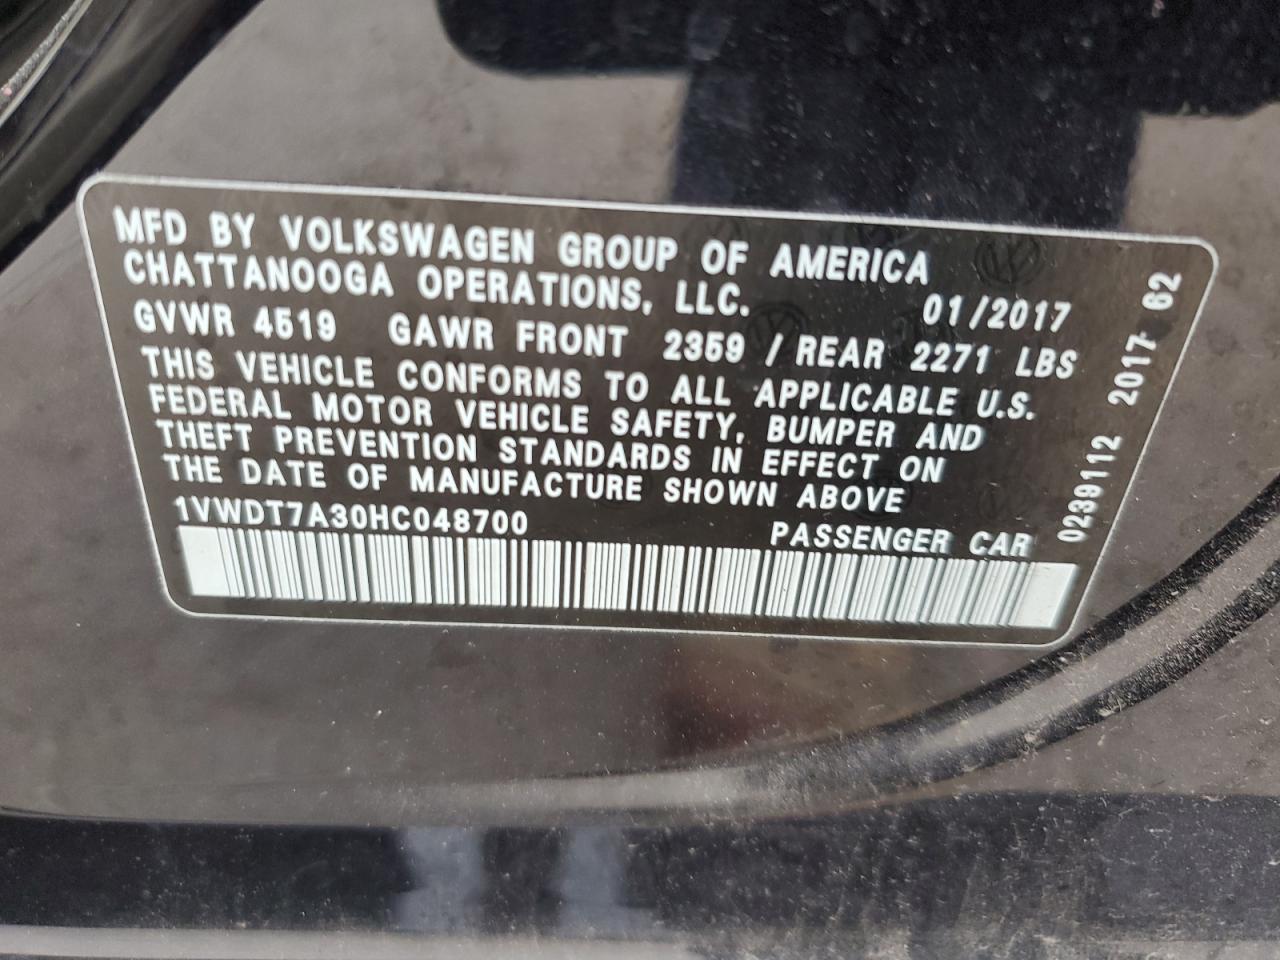 MFD BY VOLKSWAGEN GROUP OF AMERICA
CHATTANOOGA OPERATIONS, LLC. 01/2017
GVWR 4519 GAWR FRONT 2359 / REAR 2271 LBS
THIS VEHICLE CONFORMS TO ALL APPLICABLE U.S.
FEDERAL MOTOR VEHICLE SAFETY, BUMPER AND
THEFT PREVENTION STANDARDS IN EFFECT ON
THE DATE OF MANUFACTURE SHOWN ABOVE
1VWDT7A30HC048700 PASSENGER CAR
0239112 2017 62